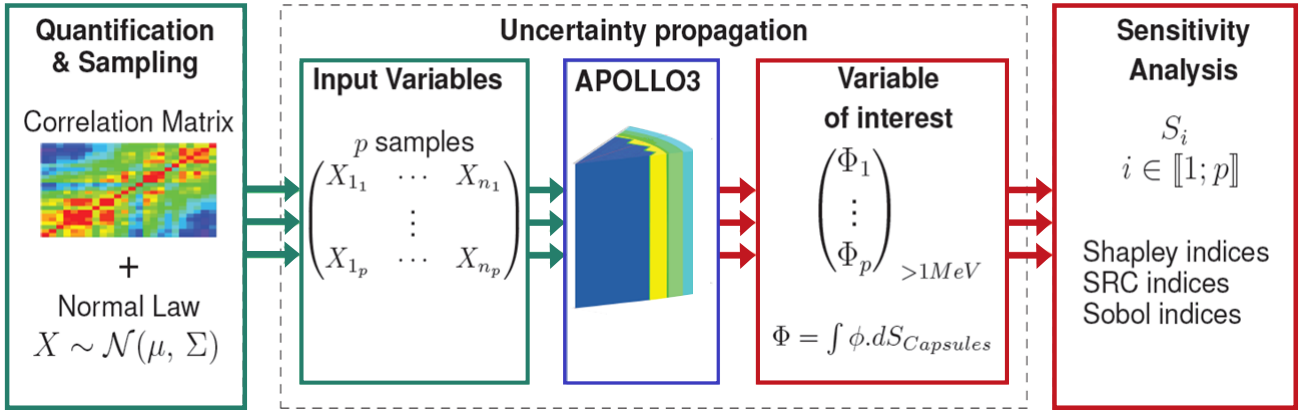 Quantification
& Sampling
Correlation Matrix
+
Normal Law
X ∼ 𝒩(μ, Σ)
Uncertainty propagation
Input Variables
p samples
X_{1_1} ⋯ X_{n_1}
⋮
X_{1_p} ⋯ X_{n_p}
APOLLO3
Variable
of interest
Φ_1
⋮
Φ_p
>1MeV
Φ = ∫ ϕ.dS_{Capsules}
Sensitivity
Analysis
S_i
i ∈ ⟦1; p⟧
Shapley indices
SRC indices
Sobol indices